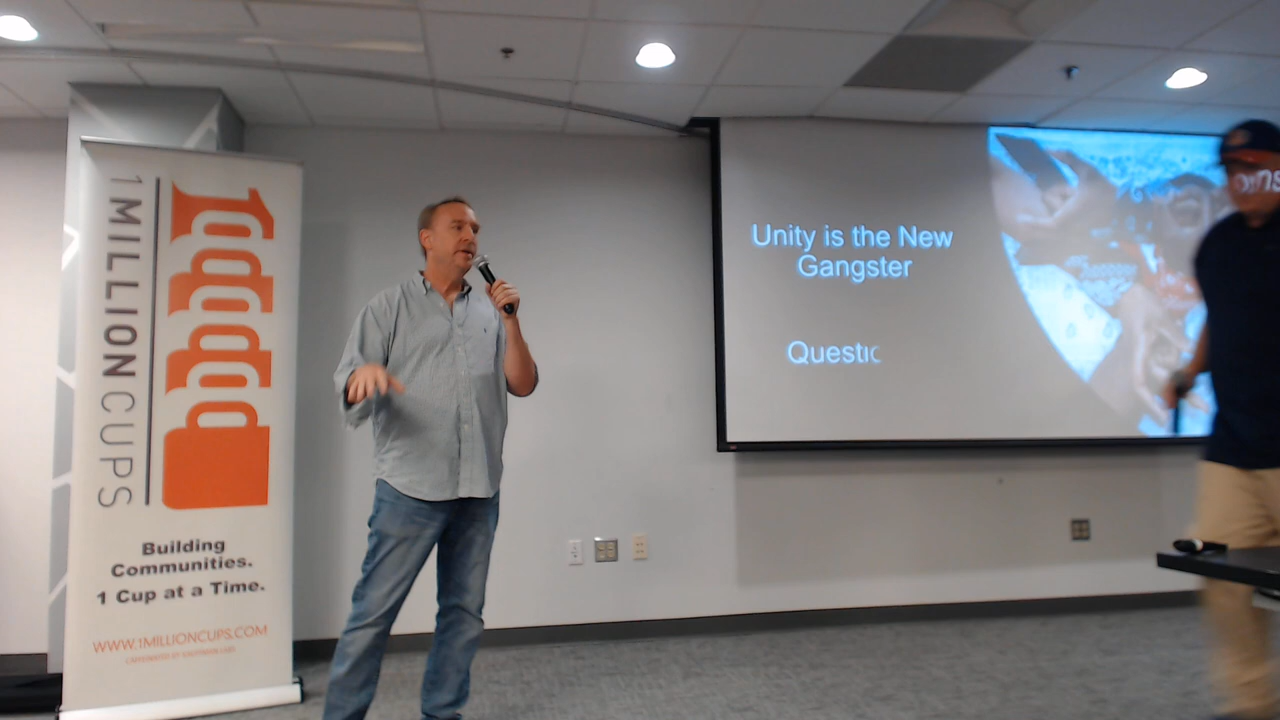 1 MILLION CUPS
Building
Communities.
1 Cup at a Time.
WWW.1MILLIONCUPS.COM
Unity is the New
Gangster
Questic